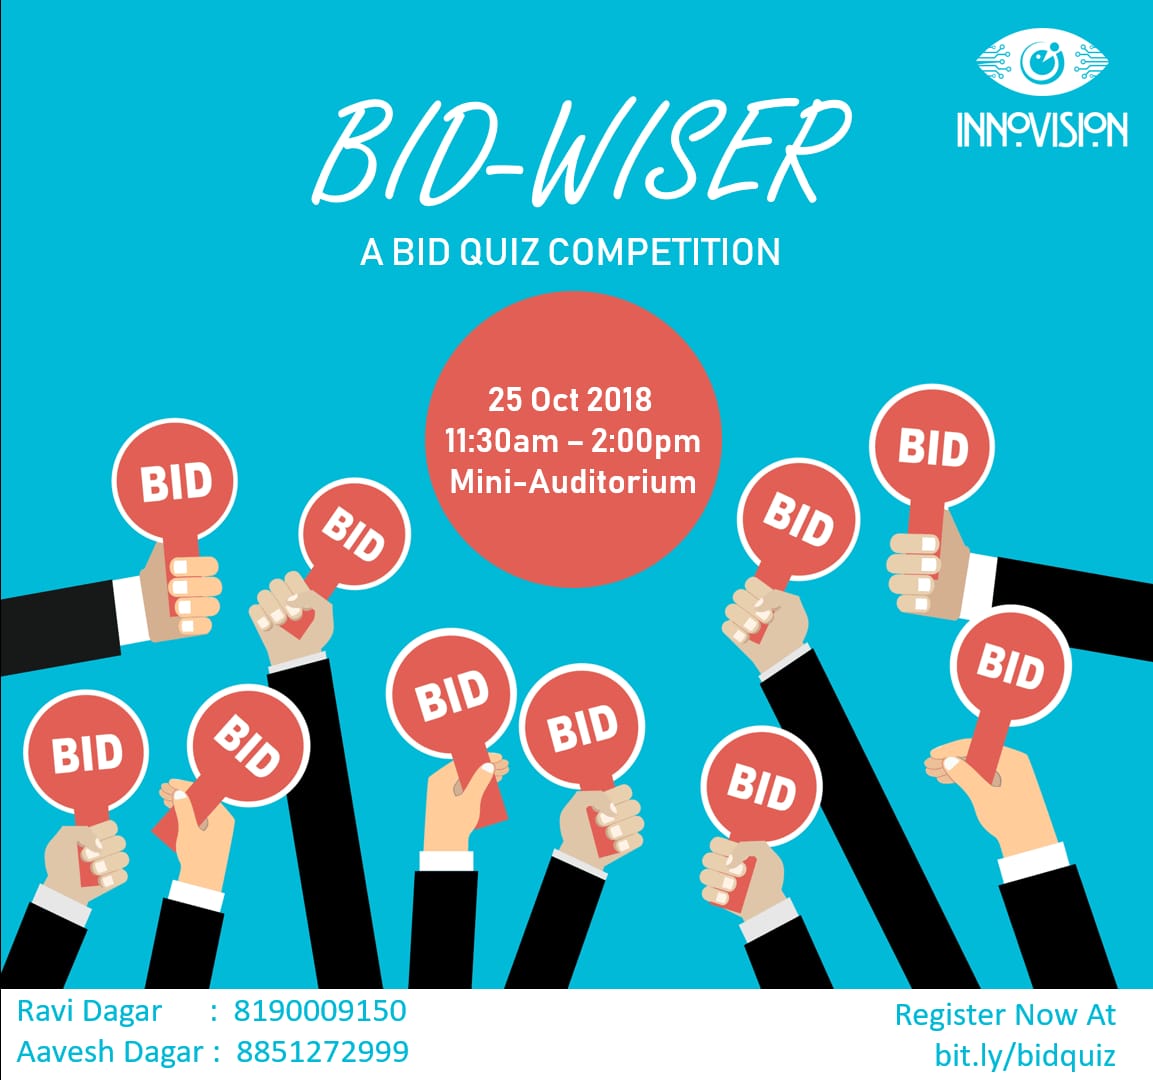 INNOVISION
BID-WISER
A BID QUIZ COMPETITION
25 Oct 2018
11:30am – 2:00pm
Mini-Auditorium
BID
BID
BID
BID
BID
BID
BID
BID
BID
BID
Ravi Dagar : 8190009150
Aavesh Dagar : 8851272999
Register Now At
bit.ly/bidquiz